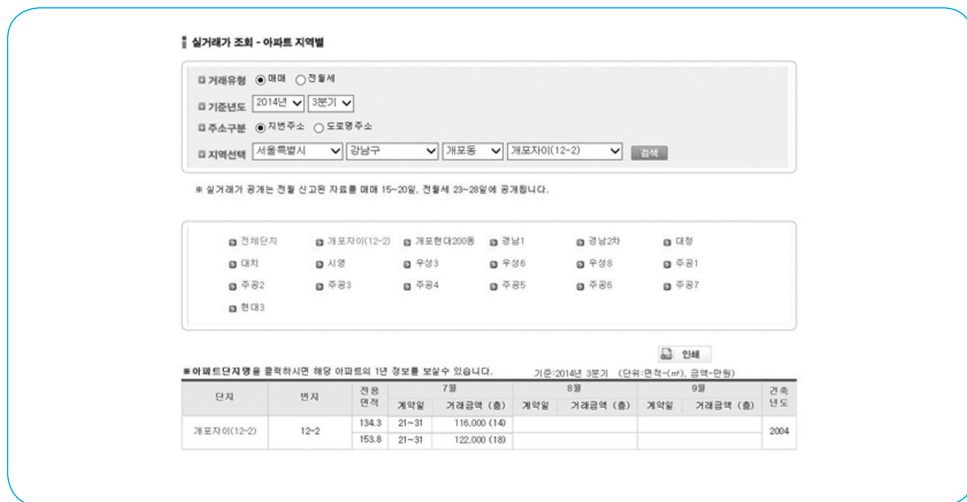 실거래가 조회 - 아파트 지역별
거래유형 매매 전월세
기준년도 2014년 3분기
주소구분 지번주소 도로명주소
지역선택 서울특별시 강남구 개포동 개포자이(12-2) 검색
※ 실거래가 공개는 전월 신고된 자료를 매매 15~20일, 전월세 23~28일에 공개됩니다.
전체단지 개포자이(12-2) 개포현대200동 경남1 경남2차 대청
대치 시영 우성3 우성6 우성8 주공1
주공2 주공3 주공4 주공5 주공6 주공7
현대3
인쇄
※아파트단지명을 클릭하시면 해당 아파트의 1년 정보를 보실수 있습니다. 기준:2014년 3분기 (단위:면적-(㎡), 금액-만원)
단지 번지 전용면적 7월 8월 9월 건축년도
계약일 거래금액 (층) 계약일 거래금액 (층) 계약일 거래금액 (층)
개포자이(12-2) 12-2 134.3 21~31 116,000 (14) 2004
153.8 21~31 122,000 (18)